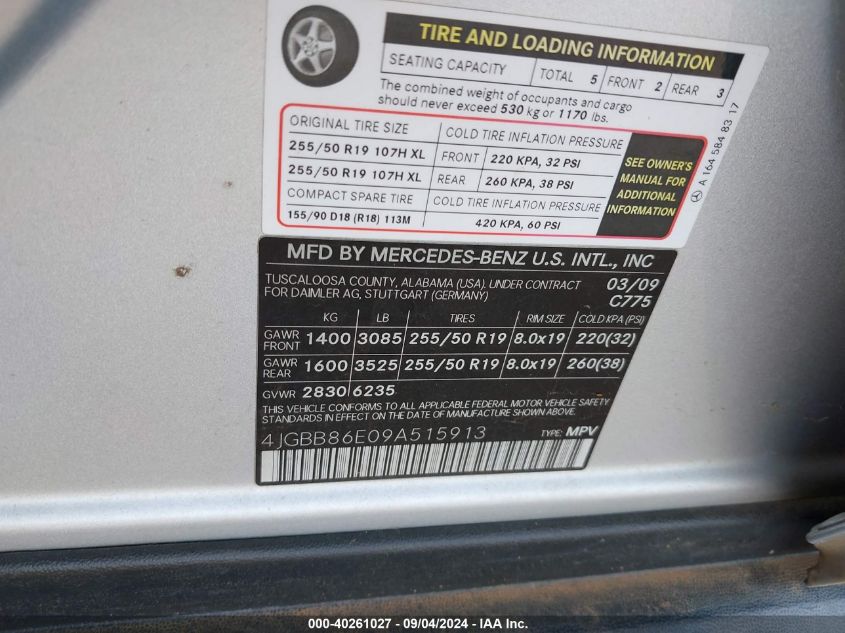 TIRE AND LOADING INFORMATION
SEATING CAPACITY TOTAL 5 FRONT 2 REAR 3
The combined weight of occupants and cargo
should never exceed 530 kg or 1170 lbs.
ORIGINAL TIRE SIZE COLD TIRE INFLATION PRESSURE
255/50 R19 107H XL FRONT 220 KPA, 32 PSI
255/50 R19 107H XL REAR 260 KPA, 38 PSI
COMPACT SPARE TIRE COLD TIRE INFLATION PRESSURE
155/90 D18 (R18) 113M 420 KPA, 60 PSI
SEE OWNER'S
MANUAL FOR
ADDITIONAL
INFORMATION
A 164 584 83 17
MFD BY MERCEDES-BENZ U.S. INTL., INC
TUSCALOOSA COUNTY, ALABAMA (USA). UNDER CONTRACT
FOR DAIMLER AG, STUTTGART (GERMANY)
03/09
C775
KG LB TIRES RIM SIZE COLD KPA (PSI)
GAWR FRONT 1400 3085 255/50 R19 8.0x19 220(32)
GAWR REAR 1600 3525 255/50 R19 8.0x19 260(38)
GVWR 2830 6235
THIS VEHICLE CONFORMS TO ALL APPLICABLE FEDERAL MOTOR VEHICLE SAFETY
STANDARDS IN EFFECT ON THE DATE OF MANUFACTURE SHOWN ABOVE.
4JGBB86E09A515913 TYPE: MPV
000-40261027 - 09/04/2024 - IAA Inc.